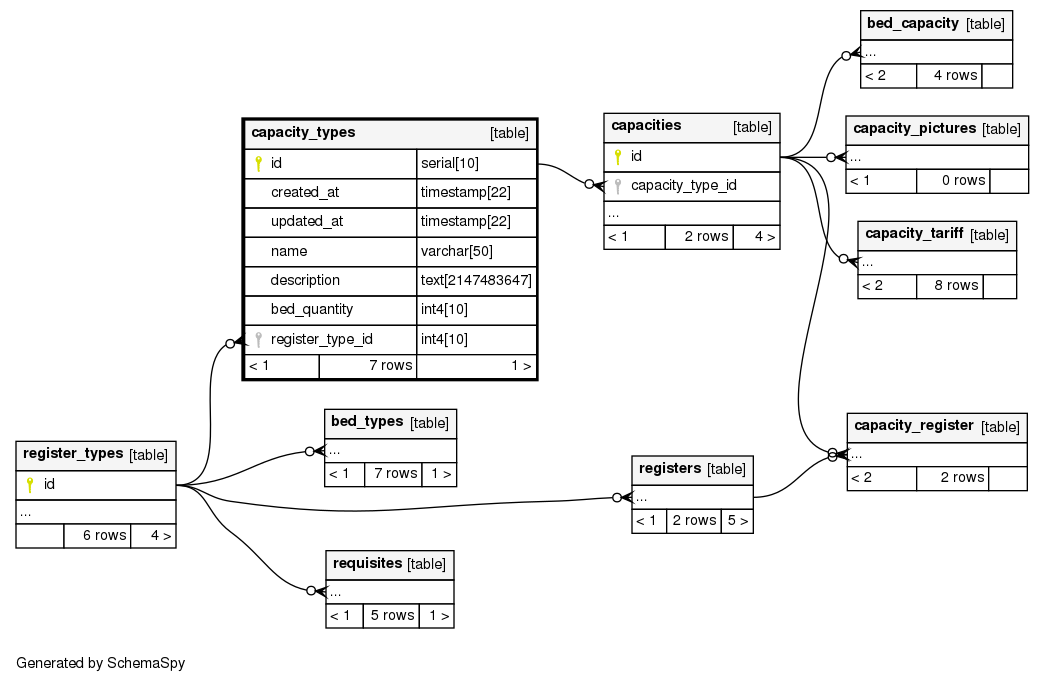 bed_capacity [table]
...
< 2 4 rows
capacity_types [table]
id serial[10]
created_at timestamp[22]
updated_at timestamp[22]
name varchar[50]
description text[2147483647]
bed_quantity int4[10]
register_type_id int4[10]
< 1 7 rows 1 >
capacities [table]
id
capacity_type_id
...
< 1 2 rows 4 >
capacity_pictures [table]
...
< 1 0 rows
capacity_tariff [table]
...
< 2 8 rows
register_types [table]
id
...
6 rows 4 >
bed_types [table]
...
< 1 7 rows 1 >
registers [table]
...
< 1 2 rows 5 >
capacity_register [table]
...
< 2 2 rows
requisites [table]
...
< 1 5 rows 1 >
Generated by SchemaSpy